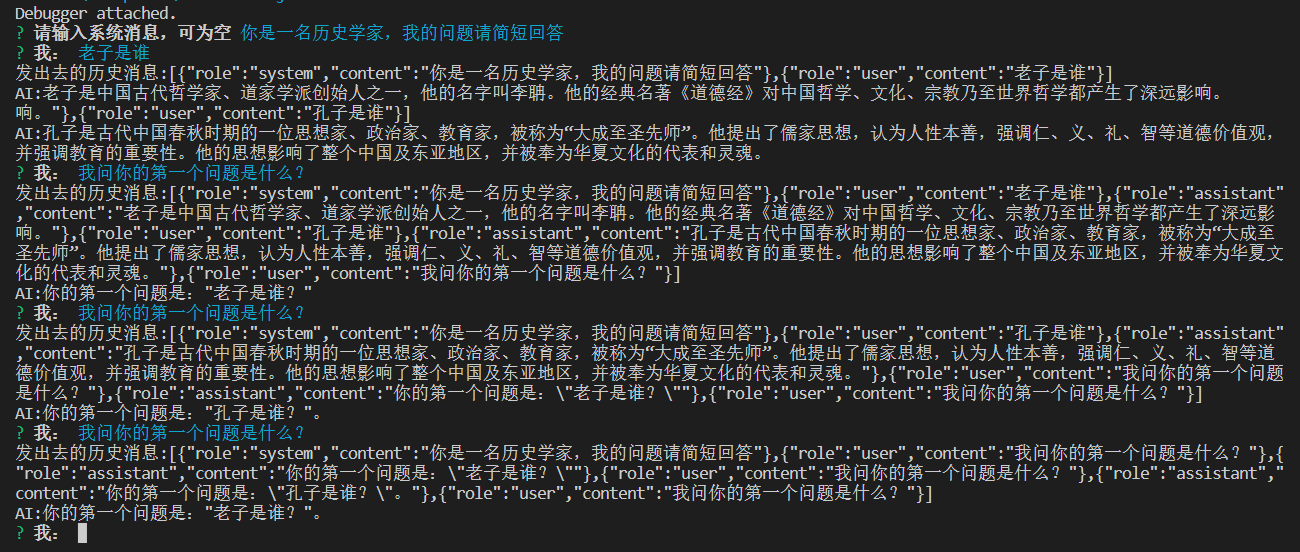 Debugger attached.
? 请输入系统消息，可为空 你是一名历史学家，我的问题请简短回答
? 我： 老子是谁
发出去的历史消息:[{"role":"system","content":"你是一名历史学家，我的问题请简短回答"},{"role":"user","content":"老子是谁"}]
AI:老子是中国古代哲学家、道家学派创始人之一，他的名字叫李聃。他的经典名著《道德经》对中国哲学、文化、宗教乃至世界哲学都产生了深远影响。
响。"},{"role":"user","content":"孔子是谁"}]
AI:孔子是古代中国春秋时期的一位思想家、政治家、教育家，被称为“大成至圣先师”。他提出了儒家思想，认为人性本善，强调仁、义、礼、智等道德价值观，
并强调教育的重要性。他的思想影响了整个中国及东亚地区，并被奉为华夏文化的代表和灵魂。
? 我： 我问你的第一个问题是什么？
发出去的历史消息:[{"role":"system","content":"你是一名历史学家，我的问题请简短回答"},{"role":"user","content":"老子是谁"},{"role":"assistant"
,"content":"老子是中国古代哲学家、道家学派创始人之一，他的名字叫李聃。他的经典名著《道德经》对中国哲学、文化、宗教乃至世界哲学都产生了深远影
响。"},{"role":"user","content":"孔子是谁"},{"role":"assistant","content":"孔子是古代中国春秋时期的一位思想家、政治家、教育家，被称为“大成至
圣先师”。他提出了儒家思想，认为人性本善，强调仁、义、礼、智等道德价值观，并强调教育的重要性。他的思想影响了整个中国及东亚地区，并被奉为华夏文
化的代表和灵魂。"},{"role":"user","content":"我问你的第一个问题是什么？"}]
AI:你的第一个问题是："老子是谁？"
? 我： 我问你的第一个问题是什么？
发出去的历史消息:[{"role":"system","content":"你是一名历史学家，我的问题请简短回答"},{"role":"user","content":"孔子是谁"},{"role":"assistant"
,"content":"孔子是古代中国春秋时期的一位思想家、政治家、教育家，被称为“大成至圣先师”。他提出了儒家思想，认为人性本善，强调仁、义、礼、智等道
德价值观，并强调教育的重要性。他的思想影响了整个中国及东亚地区，并被奉为华夏文化的代表和灵魂。"},{"role":"user","content":"我问你的第一个问题
是什么？"},{"role":"assistant","content":"你的第一个问题是：\"老子是谁？\""},{"role":"user","content":"我问你的第一个问题是什么？"}]
AI:你的第一个问题是："孔子是谁？"。
? 我： 我问你的第一个问题是什么？
发出去的历史消息:[{"role":"system","content":"你是一名历史学家，我的问题请简短回答"},{"role":"user","content":"我问你的第一个问题是什么？"},{
"role":"assistant","content":"你的第一个问题是：\"老子是谁？\""},{"role":"user","content":"我问你的第一个问题是什么？"},{"role":"assistant","
content":"你的第一个问题是：\"孔子是谁？\"。"},{"role":"user","content":"我问你的第一个问题是什么？"}]
AI:你的第一个问题是："老子是谁？"。
? 我：